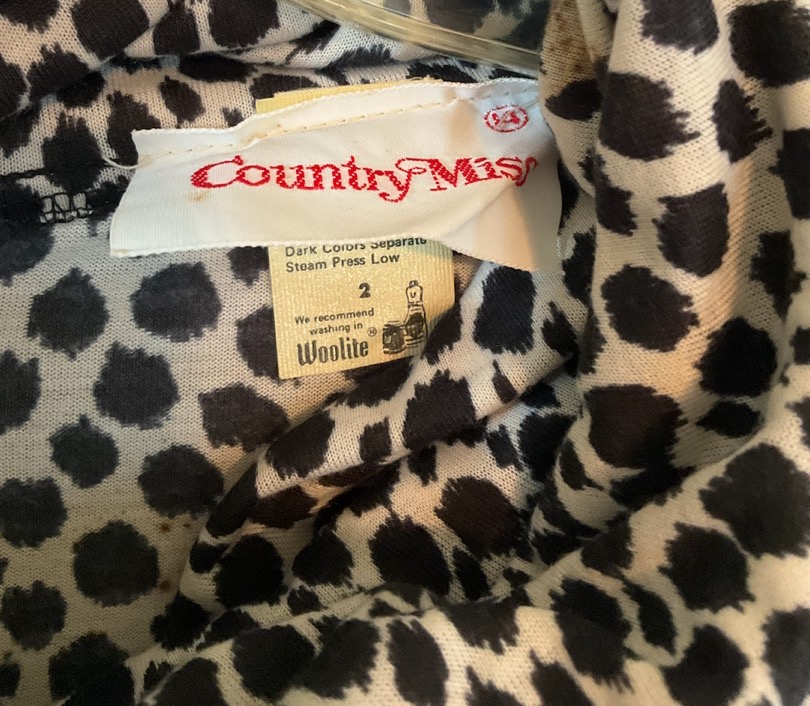 Country Miss
Dark Colors Separate
Steam Press Low
2
We recommend
washing in
Woolite®